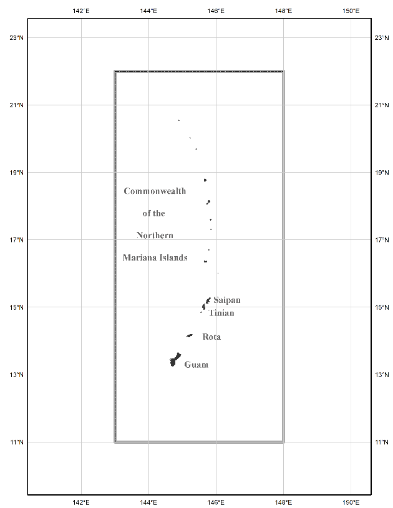 142°E 144°E 146°E 148°E 150°E
23°N 23°N
21°N 21°N
19°N 19°N
Commonwealth
of the
Northern
17°N 17°N
Mariana Islands
Saipan
15°N 15°N
Tinian
Rota
Guam
13°N 13°N
11°N 11°N
142°E 144°E 146°E 148°E 150°E